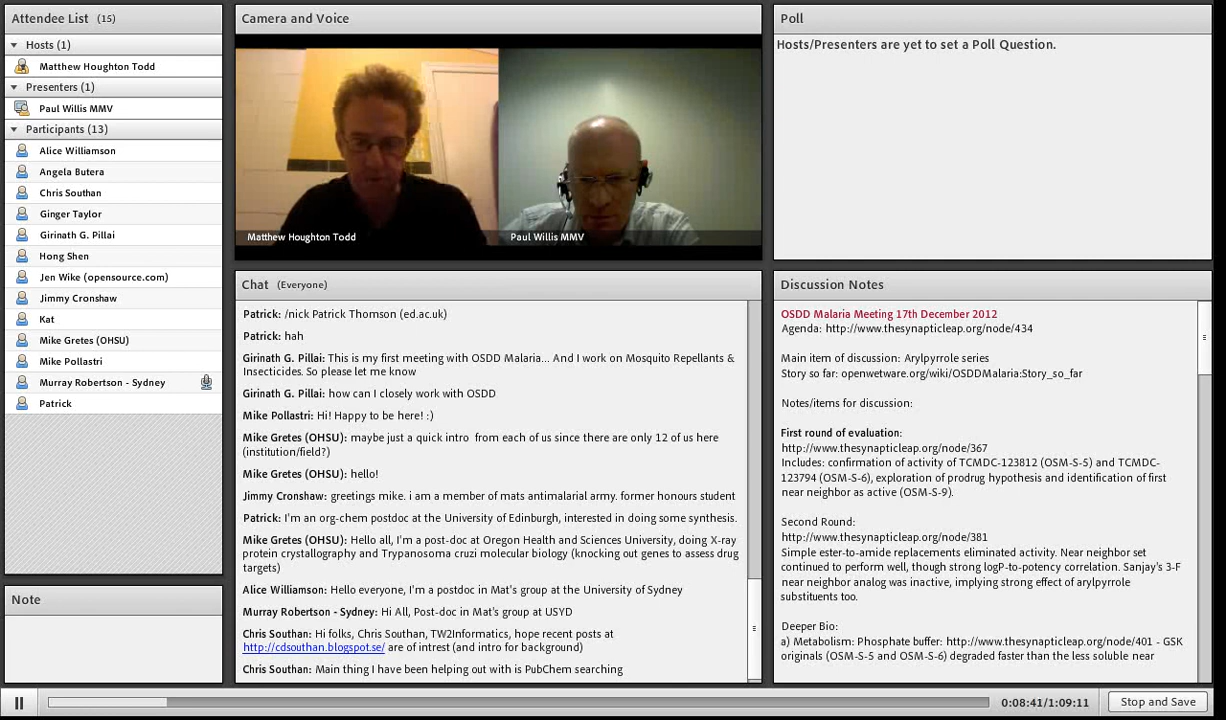 Attendee List (15)
Hosts (1)
Matthew Houghton Todd
Presenters (1)
Paul Willis MMV
Participants (13)
Alice Williamson
Angela Butera
Chris Southan
Ginger Taylor
Girinath G. Pillai
Hong Shen
Jen Wike (opensource.com)
Jimmy Cronshaw
Kat
Mike Gretes (OHSU)
Mike Pollastri
Murray Robertson - Sydney
Patrick
Note
Camera and Voice
Matthew Houghton Todd
Paul Willis MMV
Chat (Everyone)
Patrick: /nick Patrick Thomson (ed.ac.uk)
Patrick: hah
Girinath G. Pillai: This is my first meeting with OSDD Malaria... And I work on Mosquito Repellants &
Insecticides. So please let me know
Girinath G. Pillai: how can I closely work with OSDD
Mike Pollastri: Hi! Happy to be here! :)
Mike Gretes (OHSU): maybe just a quick intro from each of us since there are only 12 of us here
(institution/field?)
Mike Gretes (OHSU): hello!
Jimmy Cronshaw: greetings mike. i am a member of mats antimalarial army. former honours student
Patrick: I'm an org-chem postdoc at the University of Edinburgh, interested in doing some synthesis.
Mike Gretes (OHSU): Hello all, I'm a post-doc at Oregon Health and Sciences University, doing X-ray
protein crystallography and Trypanosoma cruzi molecular biology (knocking out genes to assess drug
targets)
Alice Williamson: Hello everyone, I'm a postdoc in Mat's group at the University of Sydney
Murray Robertson - Sydney: Hi All, Post-doc in Mat's group at USYD
Chris Southan: Hi folks, Chris Southan, TW2Informatics, hope recent posts at
http://cdsouthan.blogspot.se/ are of intrest (and intro for background)
Chris Southan: Main thing I have been helping out with is PubChem searching
Poll
Hosts/Presenters are yet to set a Poll Question.
Discussion Notes
OSDD Malaria Meeting 17th December 2012
Agenda: http://www.thesynapticleap.org/node/434
Main item of discussion: Arylpyrrole series
Story so far: openwetware.org/wiki/OSDDMalaria:Story_so_far
Notes/items for discussion:
First round of evaluation:
http://www.thesynapticleap.org/node/367
Includes: confirmation of activity of TCMDC-123812 (OSM-S-5) and TCMDC-
123794 (OSM-S-6), exploration of prodrug hypothesis and identification of first
near neighbor as active (OSM-S-9).
Second Round:
http://www.thesynapticleap.org/node/381
Simple ester-to-amide replacements eliminated activity. Near neighbor set
continued to perform well, though strong logP-to-potency correlation. Sanjay's 3-F
near neighbor analog was inactive, implying strong effect of arylpyrrole
substituents too.
Deeper Bio:
a) Metabolism: Phosphate buffer: http://www.thesynapticleap.org/node/401 - GSK
originals (OSM-S-5 and OSM-S-6) degraded faster than the less soluble near
0:08:41/1:09:11
Stop and Save